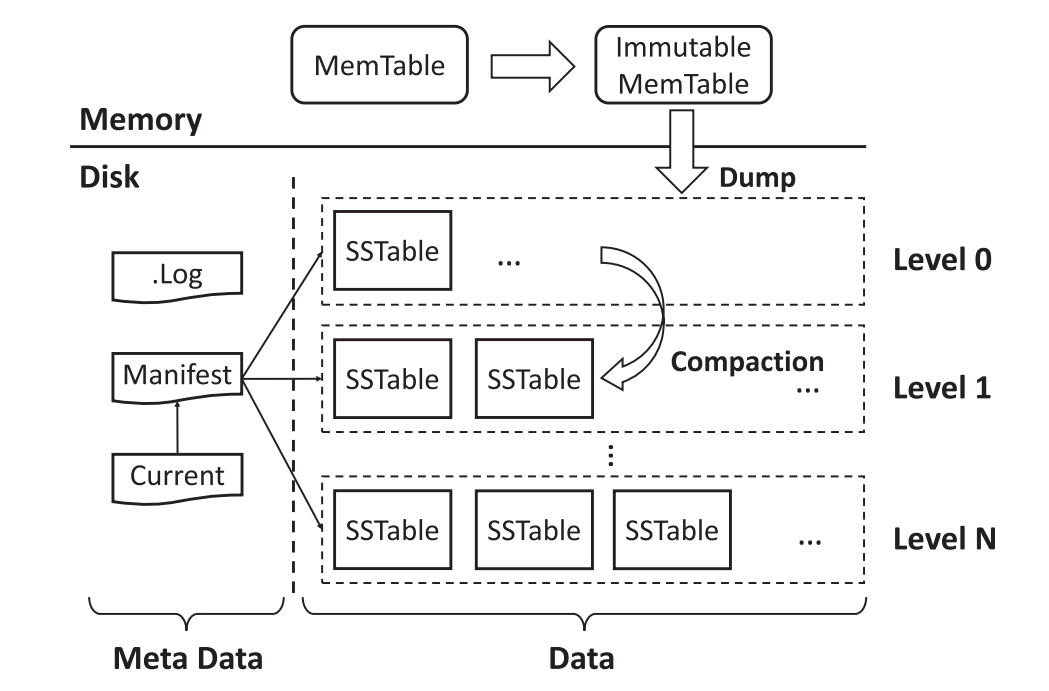 MemTable
Immutable
MemTable
Memory
Disk
Dump
SSTable
...
Level 0
.Log
Manifest
SSTable
SSTable
Compaction
...
Level 1
Current
...
SSTable
SSTable
SSTable
...
Level N
Meta Data
Data